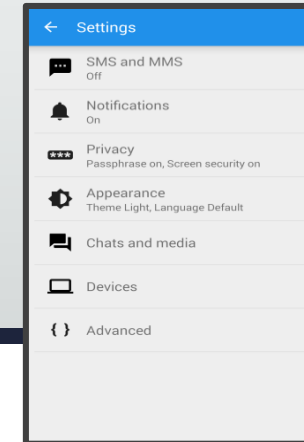 Settings
SMS and MMS
Off
Notifications
On
Privacy
Passphrase on, Screen security on
Appearance
Theme Light, Language Default
Chats and media
Devices
Advanced